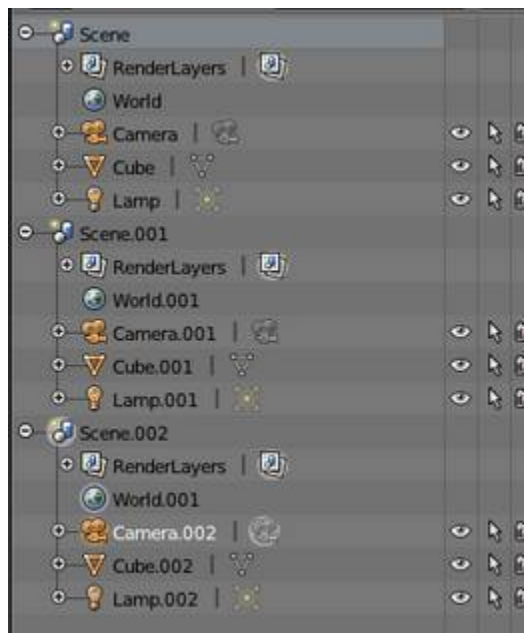 Scene
RenderLayers |
World
Camera |
Cube |
Lamp |
Scene.001
RenderLayers |
World.001
Camera.001 |
Cube.001 |
Lamp.001 |
Scene.002
RenderLayers |
World.001
Camera.002 |
Cube.002 |
Lamp.002 |